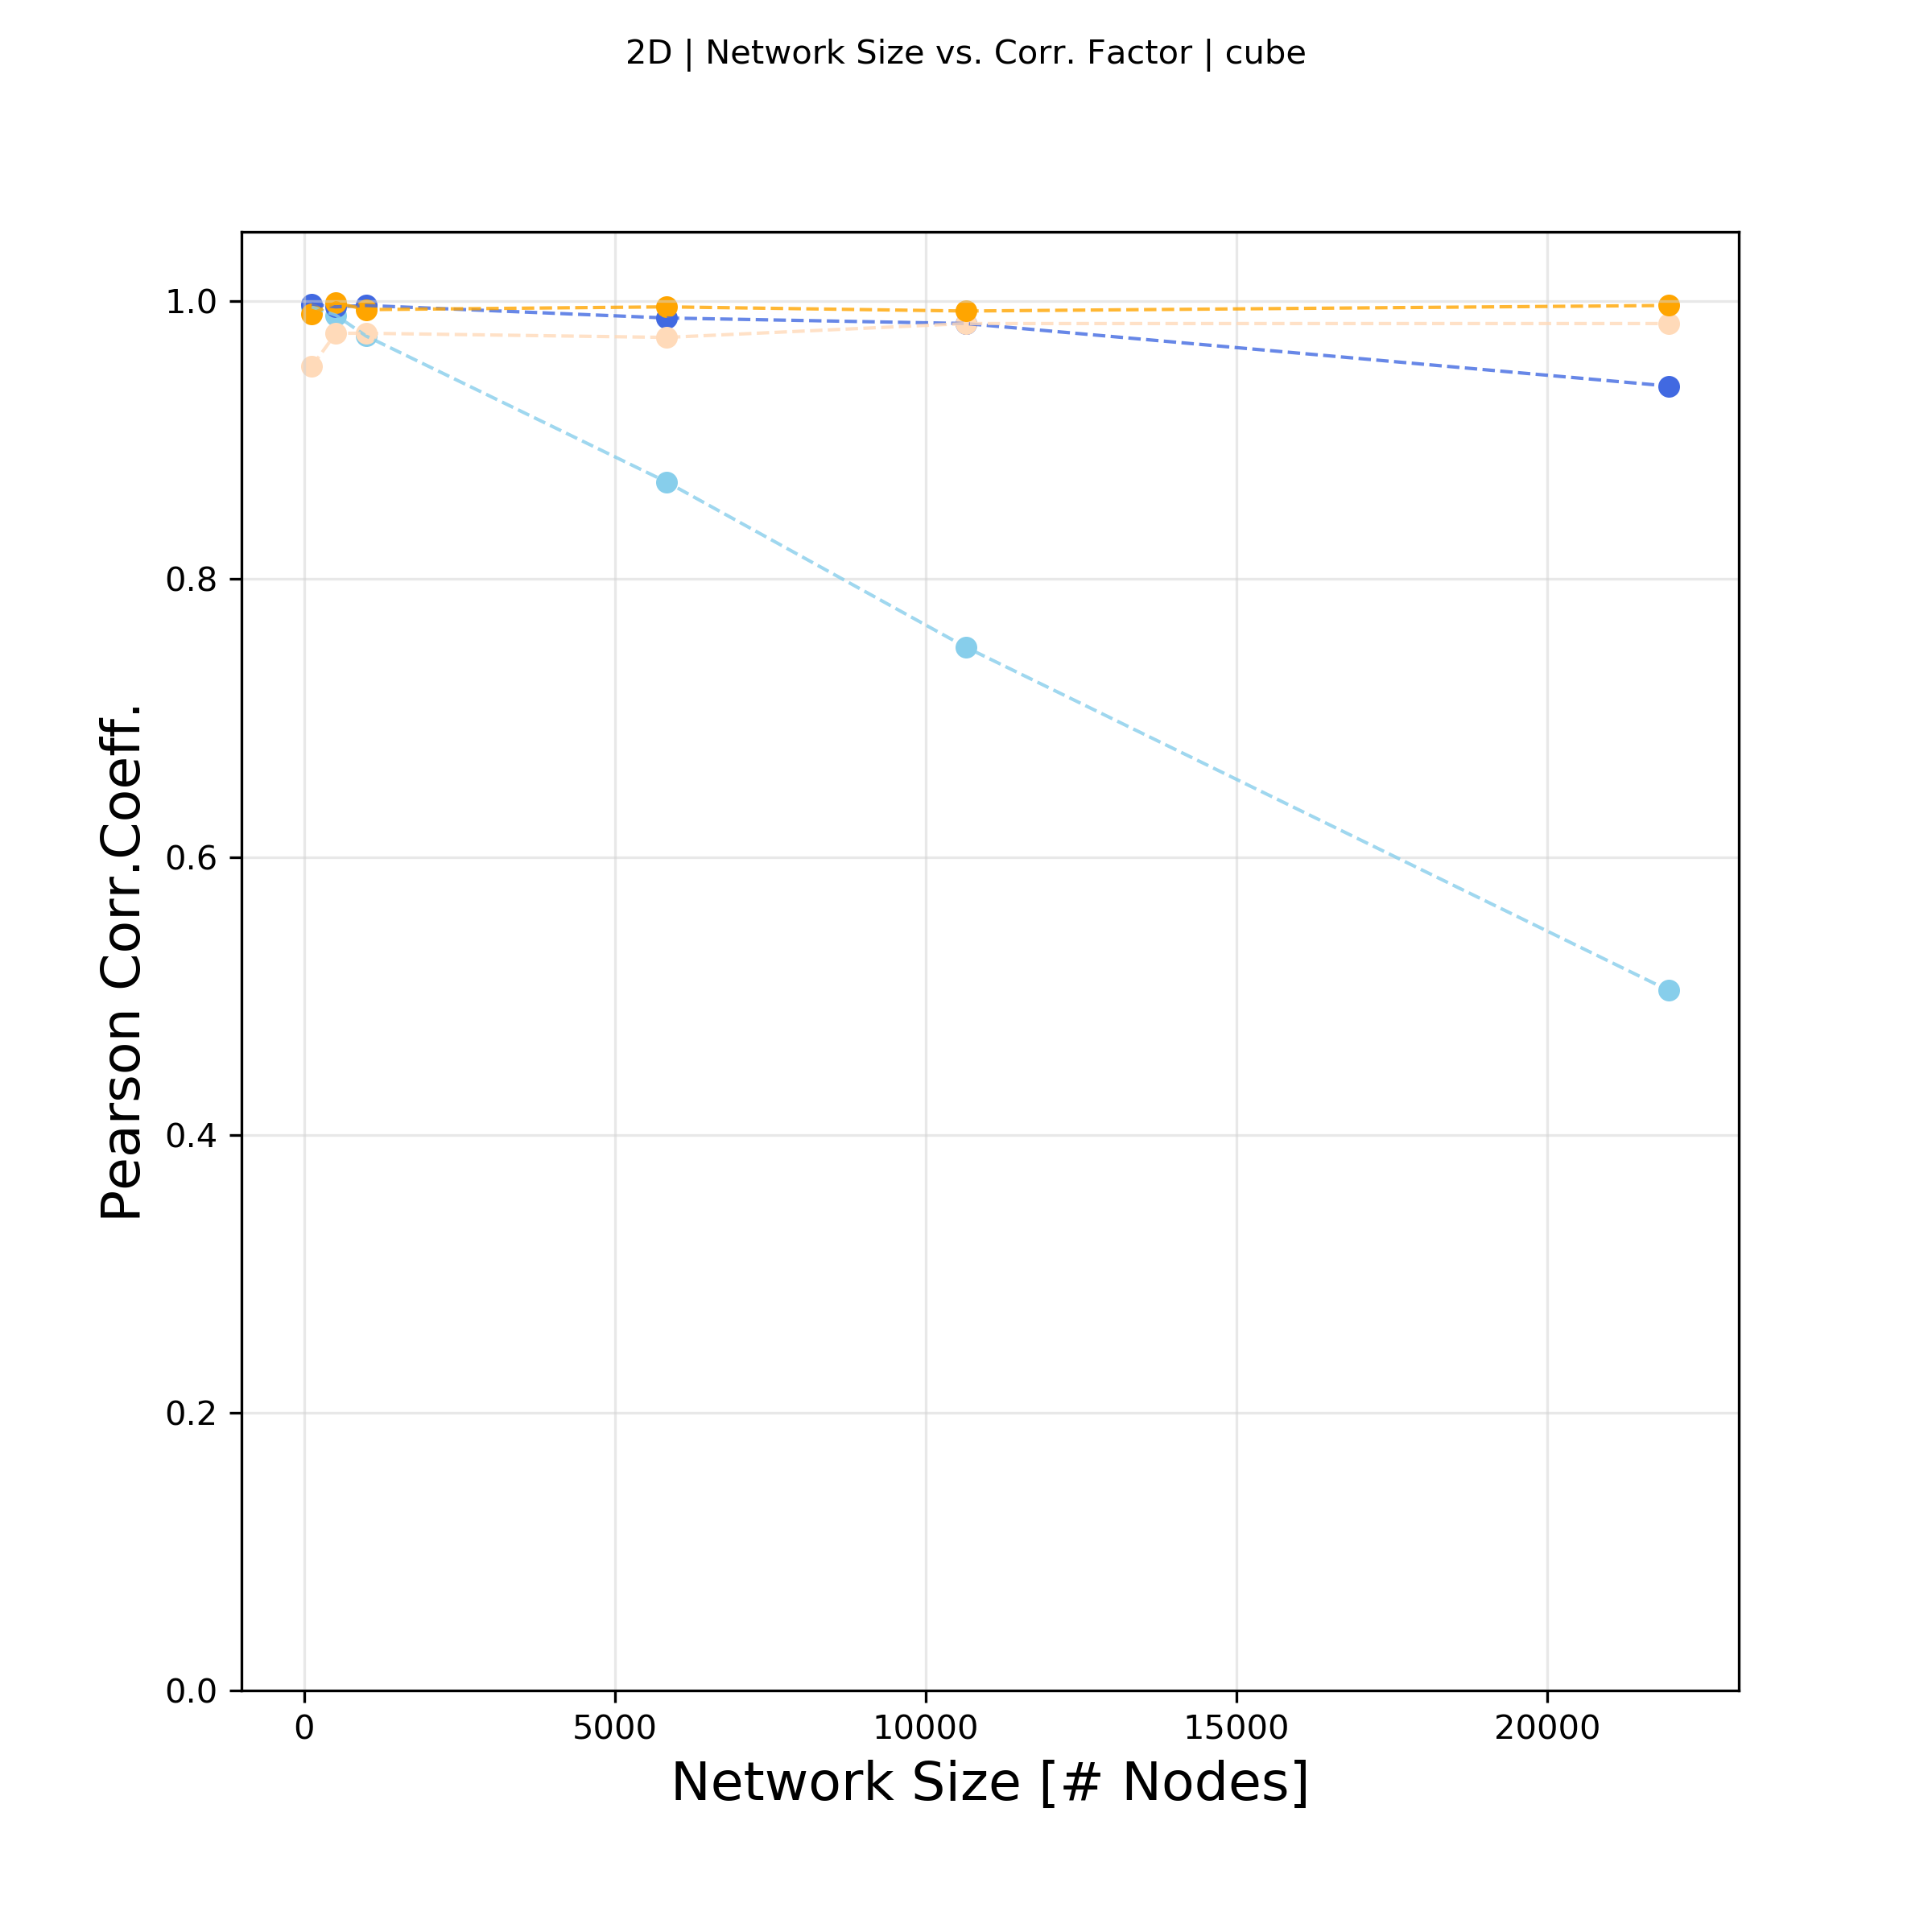 2D | Network Size vs. Corr. Factor | cube
1.0
0.8
0.6
0.4
0.2
0.0
Pearson Corr.Coeff.
0 5000 10000 15000 20000
Network Size [# Nodes]